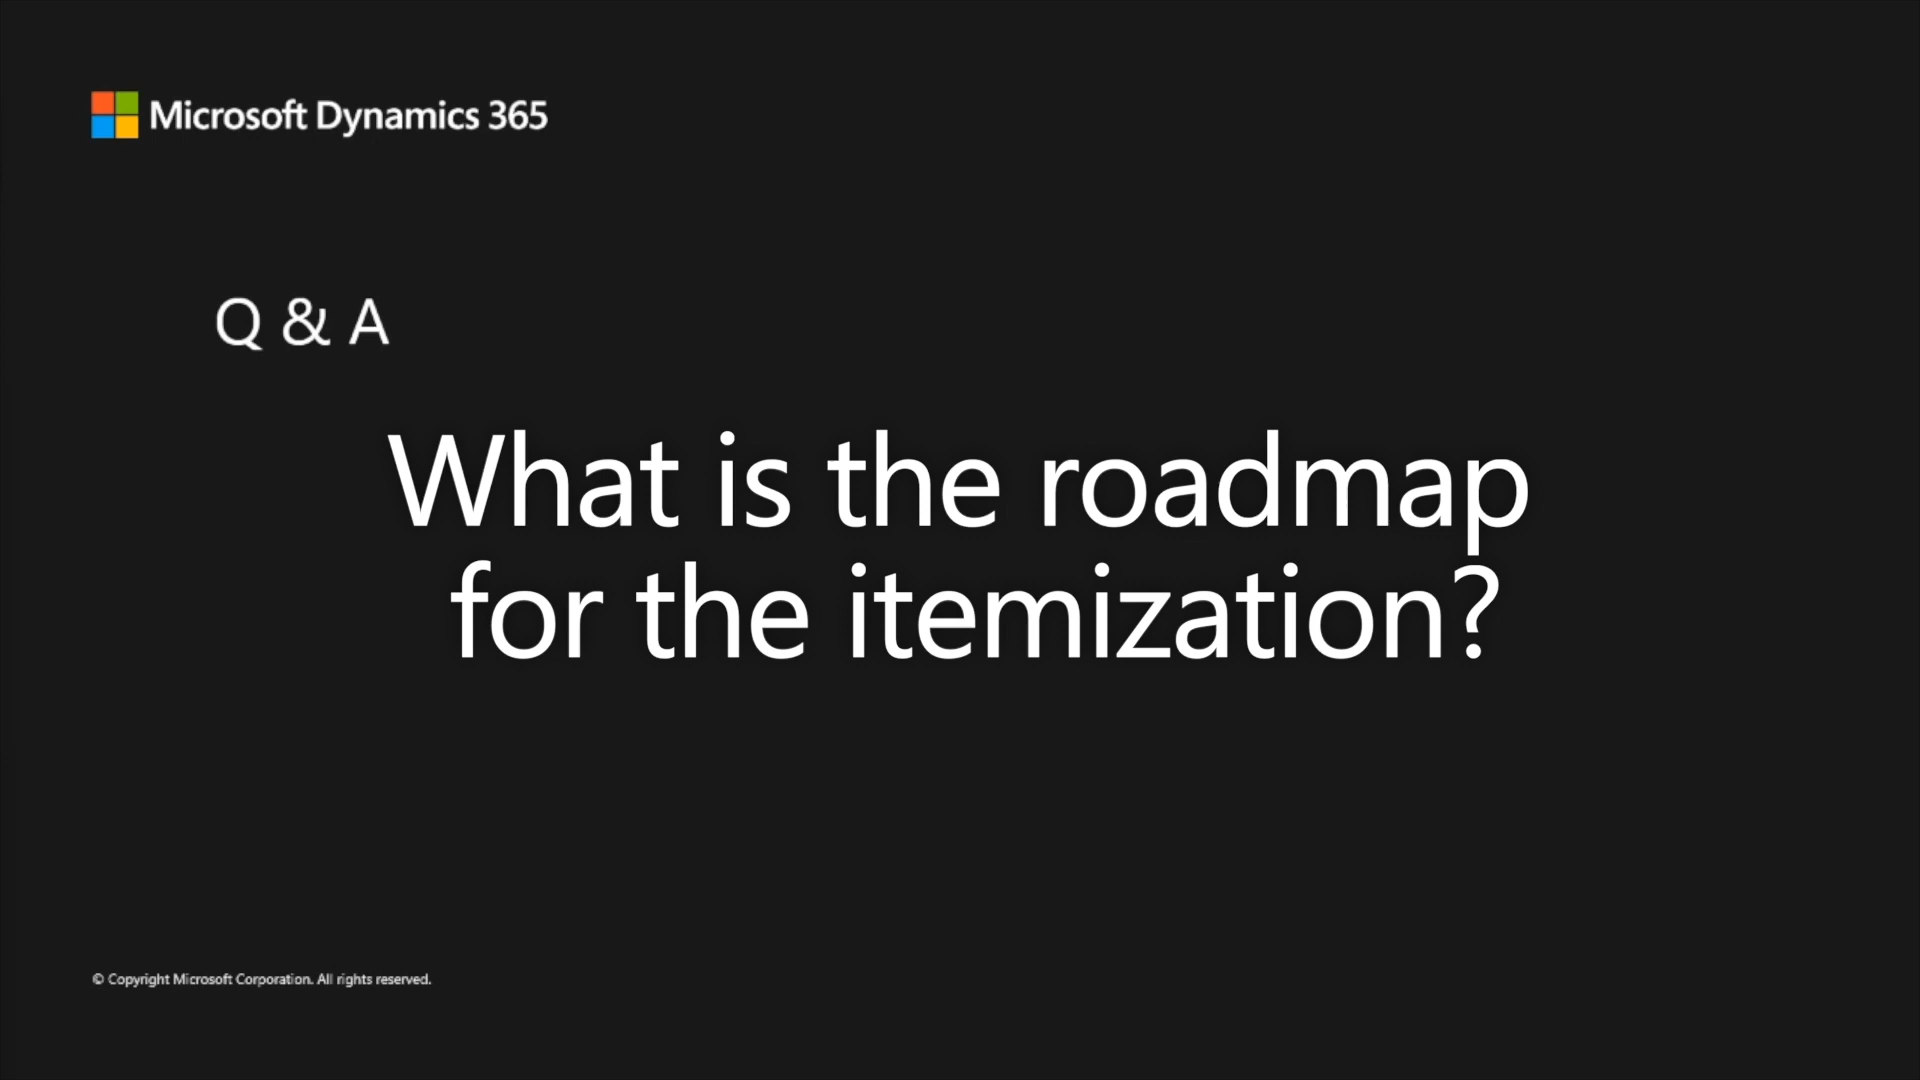 Microsoft Dynamics 365
Q & A
What is the roadmap
for the itemization?
© Copyright Microsoft Corporation. All rights reserved.